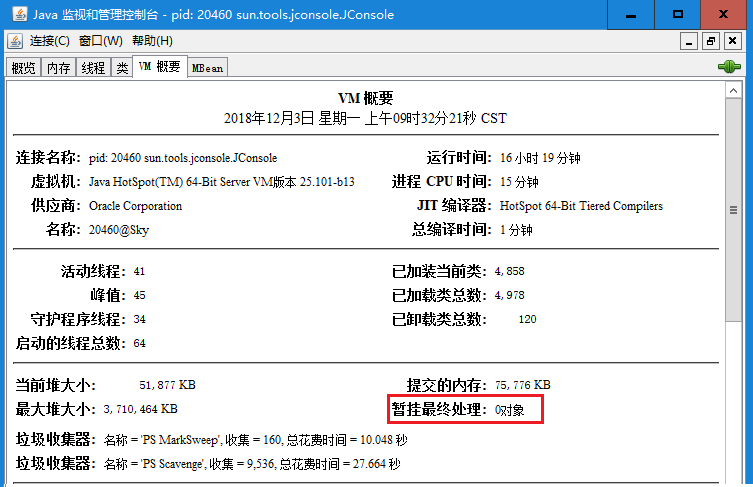 Java 监视和管理控制台 - pid: 20460 sun.tools.jconsole.JConsole
连接(C) 窗口(W) 帮助(H)
概览 内存 线程 类 VM 概要 MBean
VM 概要
2018年12月3日 星期一 上午09时32分21秒 CST
连接名称: pid: 20460 sun.tools.jconsole.JConsole 运行时间: 16 小时 19 分钟
虚拟机: Java HotSpot(TM) 64-Bit Server VM版本 25.101-b13 进程 CPU 时间: 15 分钟
供应商: Oracle Corporation JIT 编译器: HotSpot 64-Bit Tiered Compilers
名称: 20460@Sky 总编译时间: 1 分钟
活动线程: 41 已加装当前类: 4,858
峰值: 45 已加载类总数: 4,978
守护程序线程: 34 已卸载类总数: 120
启动的线程总数: 64
当前堆大小: 51,877 KB 提交的内存: 75,776 KB
最大堆大小: 3,710,464 KB 暂挂最终处理: 0对象
垃圾收集器: 名称 = 'PS MarkSweep', 收集 = 160, 总花费时间 = 10.048 秒
垃圾收集器: 名称 = 'PS Scavenge', 收集 = 9,536, 总花费时间 = 27.664 秒